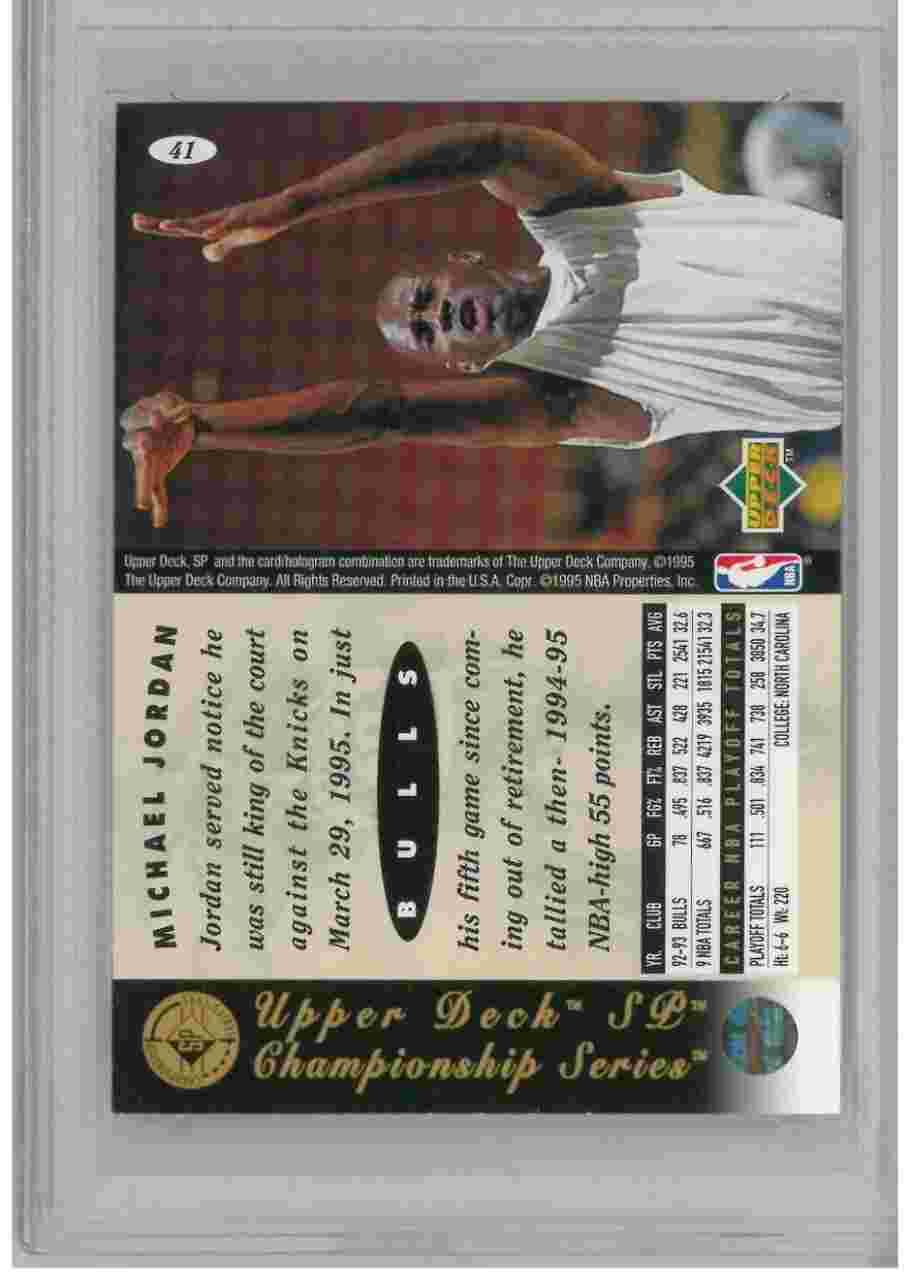 41
UPPER
DECK
TM
Upper Deck, SP and the card/hologram combination are trademarks of The Upper Deck Company. ©1995
The Upper Deck Company. All Rights Reserved. Printed in the U.S.A. Copr. ©1995 NBA Properties, Inc.
NBA
®
MICHAEL JORDAN
Jordan served notice he
was still king of the court
against the Knicks on
March 29, 1995. In just
BULLS
his fifth game since com-
ing out of retirement, he
tallied a then- 1994-95
NBA-high 55 points.
YR. CLUB GP FG% FT% REB AST STL PTS AVG
92-93 BULLS 78 .495 .837 522 428 221 2541 32.6
9 NBA TOTALS 667 .516 .837 4219 3935 1815 21541 32.3
CAREER NBA PLAYOFF TOTALS
PLAYOFF TOTALS 111 .501 .834 741 738 258 3850 34.7
Ht: 6-6 Wt: 220 COLLEGE: NORTH CAROLINA
SP
Upper Deck™ SP™
Championship Series™